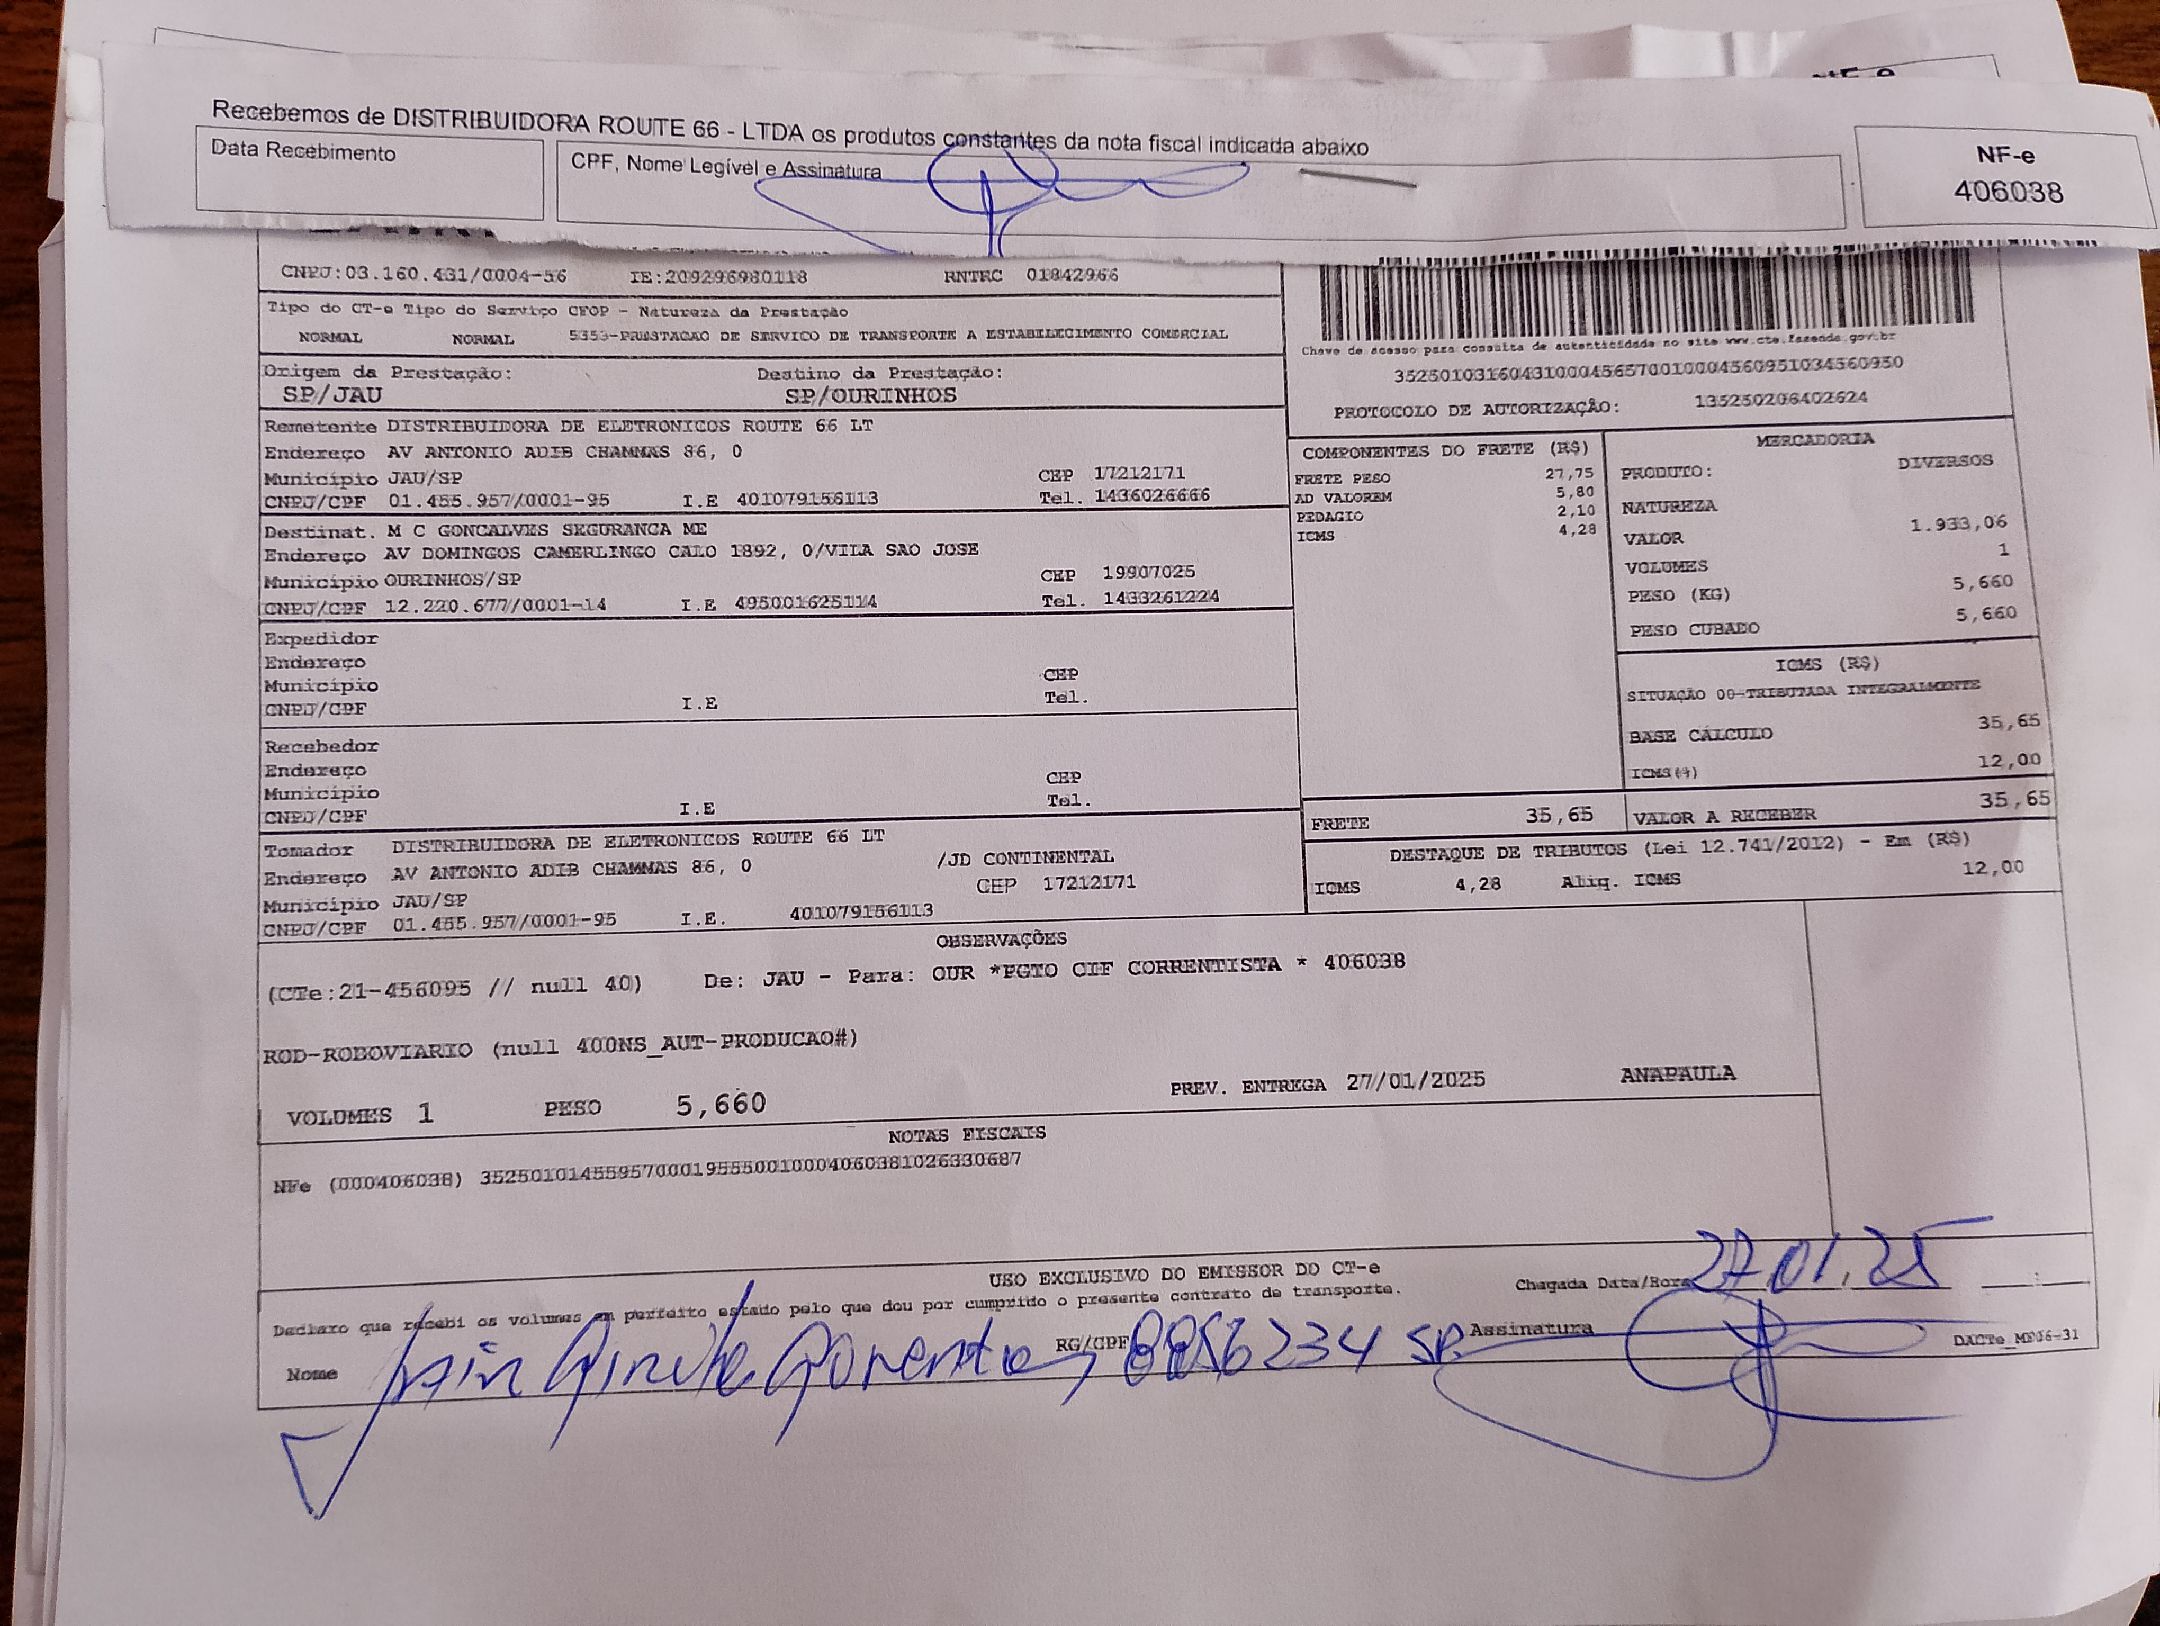 Recebemos de DISTRIBUIDORA ROUTE 66 - LTDA os produtos constantes da nota fiscal indicada abaixo
Data Recebimento
CPF, Nome Legível e Assinatura
NF-e
406038
CNPJ:03.160.431/0004-56 IE:209296980118 RNTRC 01842966
Tipo do CT-e Tipo do Serviço CFOP - Natureza da Prestação
NORMAL NORMAL 5353-PRESTACAO DE SERVICO DE TRANSPORTE A ESTABELECIMENTO COMERCIAL
Origem da Prestação: Destino da Prestação:
SP/JAU SP/OURINHOS
Remetente DISTRIBUIDORA DE ELETRONICOS ROUTE 66 LT
Endereço AV ANTONIO ADIB CHAMMAS 86, 0
Município JAU/SP CEP 17212171
CNPJ/CPF 01.455.957/0001-95 I.E 401079156113 Tel. 1436026666
Destinat. M C GONCALVES SEGURANCA ME
Endereço AV DOMINGOS CAMERLINGO CALO 1892, 0/VILA SAO JOSE
Município OURINHOS/SP CEP 19907025
CNPJ/CPF 12.220.677/0001-14 I.E 495001625114 Tel. 1433261224
Expedidor
Endereço
Município CEP
CNPJ/CPF I.E Tel.
Recebedor
Endereço
Município CEP
CNPJ/CPF I.E Tel.
Tomador DISTRIBUIDORA DE ELETRONICOS ROUTE 66 LT
Endereço AV ANTONIO ADIB CHAMMAS 86, 0 /JD CONTINENTAL
Município JAU/SP CEP 17212171
CNPJ/CPF 01.455.957/0001-95 I.E. 401079156113
Chave de acesso para consulta de autenticidade no site www.cte.fazenda.gov.br
35250103160431000456570010004560951034560950
PROTOCOLO DE AUTORIZAÇÃO: 135250206402624
COMPONENTES DO FRETE (R$)
FRETE PESO 27,75
AD VALOREM 5,80
PEDAGIO 2,10
ICMS 4,28
MERCADORIA
PRODUTO: DIVERSOS
NATUREZA
VALOR 1.933,06
VOLUMES 1
PESO (KG) 5,660
PESO CUBADO 5,660
ICMS (R$)
SITUAÇÃO 00-TRIBUTADA INTEGRALMENTE
BASE CÁLCULO 35,65
ICMS(%) 12,00
FRETE 35,65 VALOR A RECEBER 35,65
DESTAQUE DE TRIBUTOS (Lei 12.741/2012) - Em (R$)
ICMS 4,28 Aliq. ICMS 12,00
OBSERVAÇÕES
(CTe:21-456095 // null 40) De: JAU - Para: OUR *PGTO CIF CORRENTISTA * 406038
ROD-RODOVIARIO (null 400NS_AUT-PRODUCAO#)
VOLUMES 1 PESO 5,660 PREV. ENTREGA 27/01/2025 ANAPAULA
NOTAS FISCAIS
NFe (000406038) 35250101455957000195550010004060381026330687
USO EXCLUSIVO DO EMISSOR DO CT-e
Declaro que recebi os volumes em perfeito estado pelo que dou por cumprido o presente contrato de transporte.
Chegada Data/Hora 27.01.25
Nome RG/CPF 8856234 SP. Assinatura DACTe_MP06-31